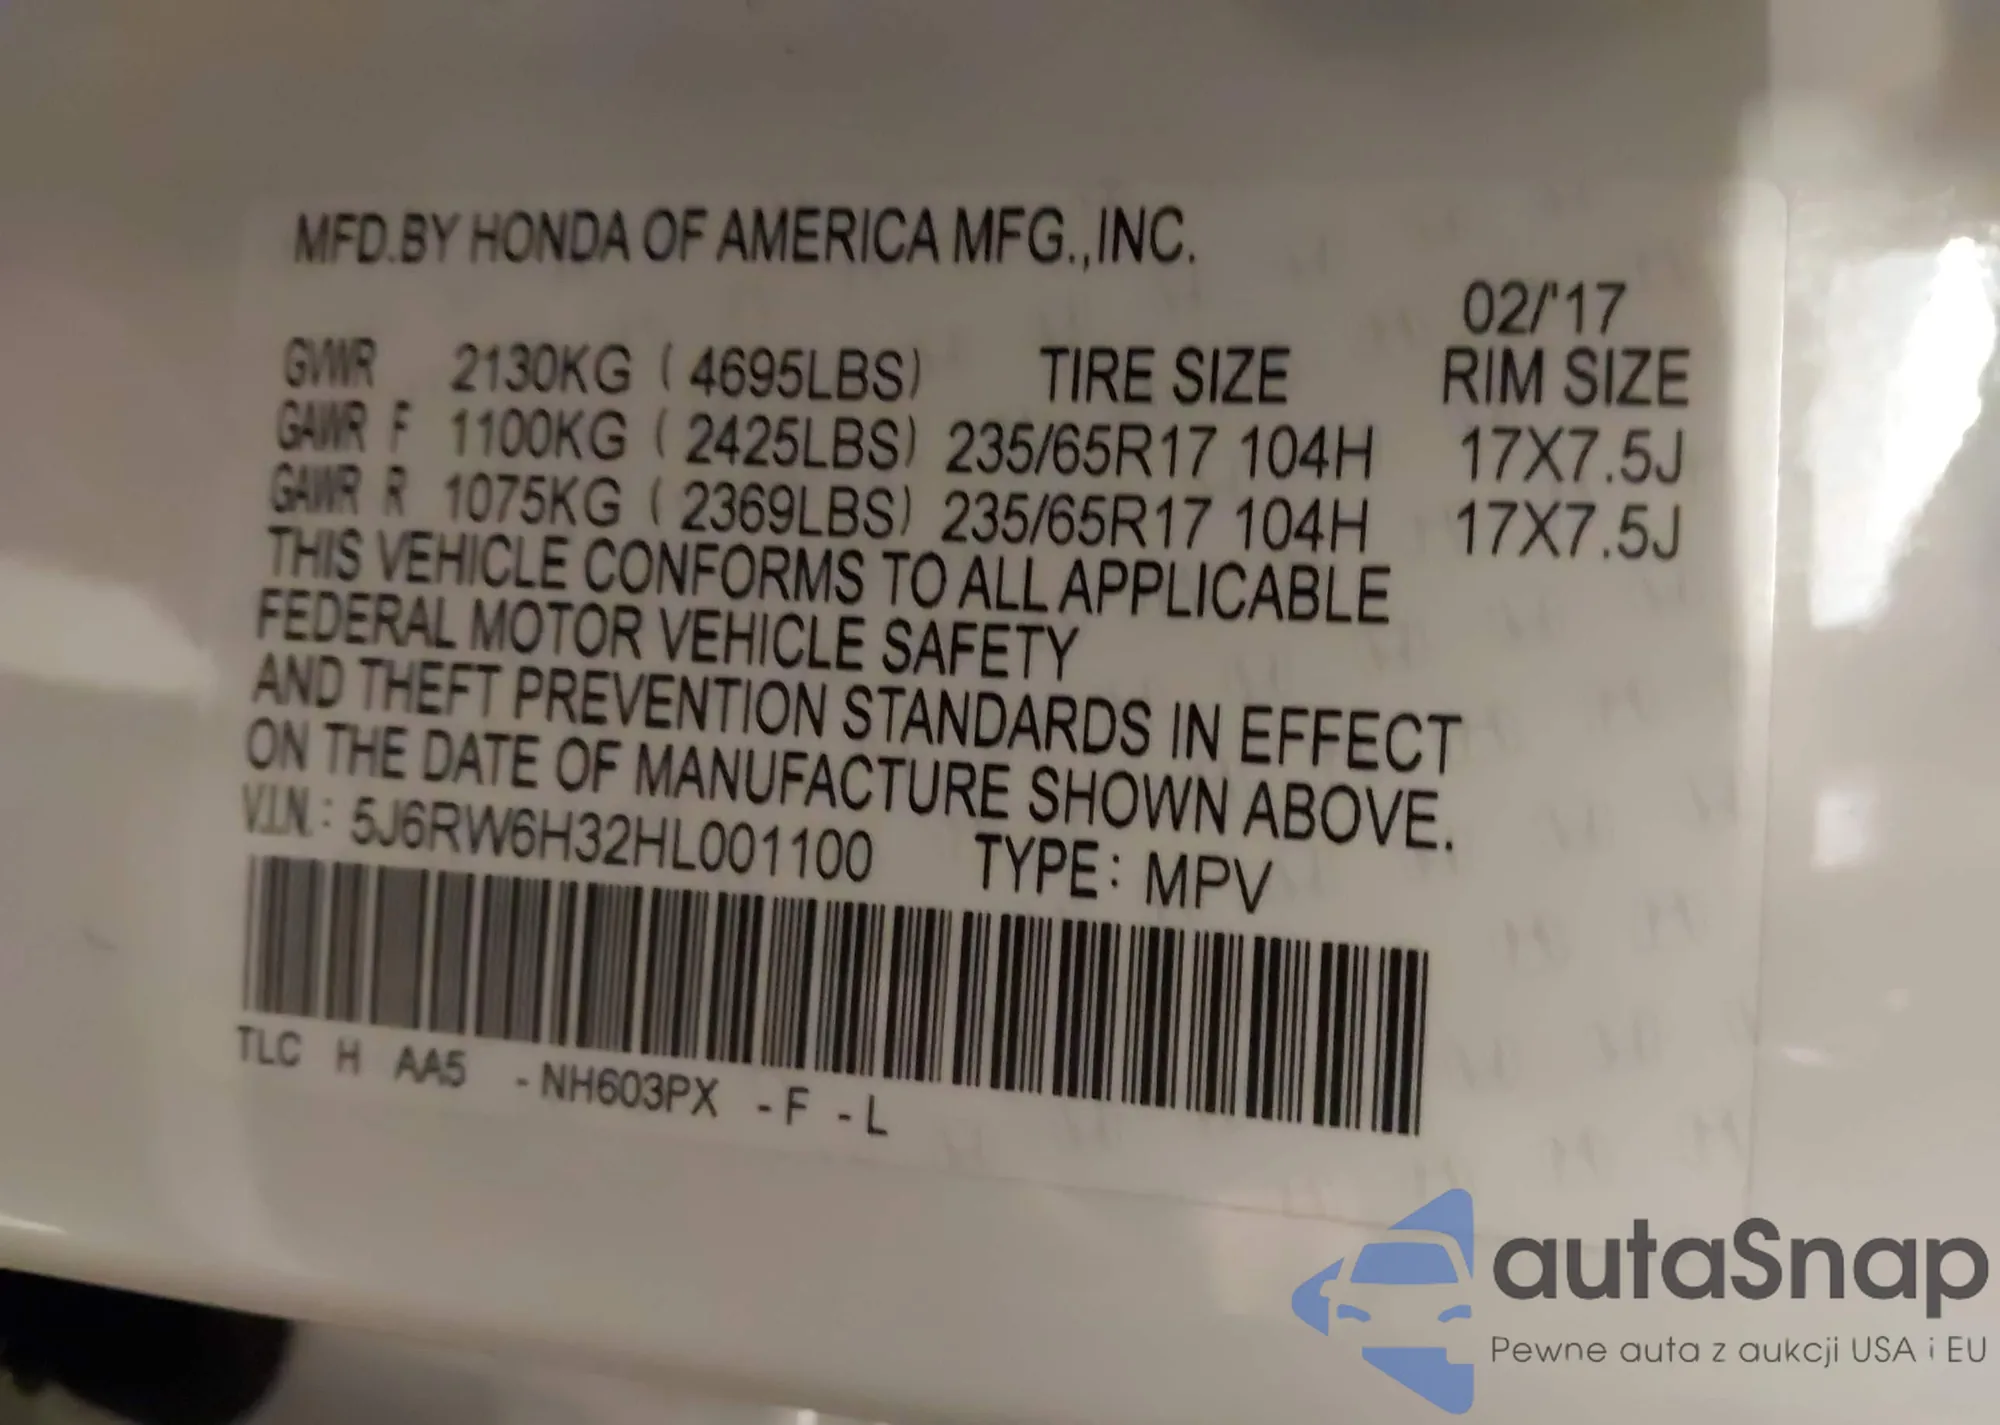 MFD.BY HONDA OF AMERICA MFG.,INC.
02/'17
GVWR 2130KG ( 4695LBS) TIRE SIZE RIM SIZE
GAWR F 1100KG ( 2425LBS) 235/65R17 104H 17X7.5J
GAWR R 1075KG ( 2369LBS) 235/65R17 104H 17X7.5J
THIS VEHICLE CONFORMS TO ALL APPLICABLE
FEDERAL MOTOR VEHICLE SAFETY
AND THEFT PREVENTION STANDARDS IN EFFECT
ON THE DATE OF MANUFACTURE SHOWN ABOVE.
V.I.N.: 5J6RW6H32HL001100 TYPE: MPV
TLC H AA5 -NH603PX -F -L
autaSnap
Pewne auta z aukcji USA i EU